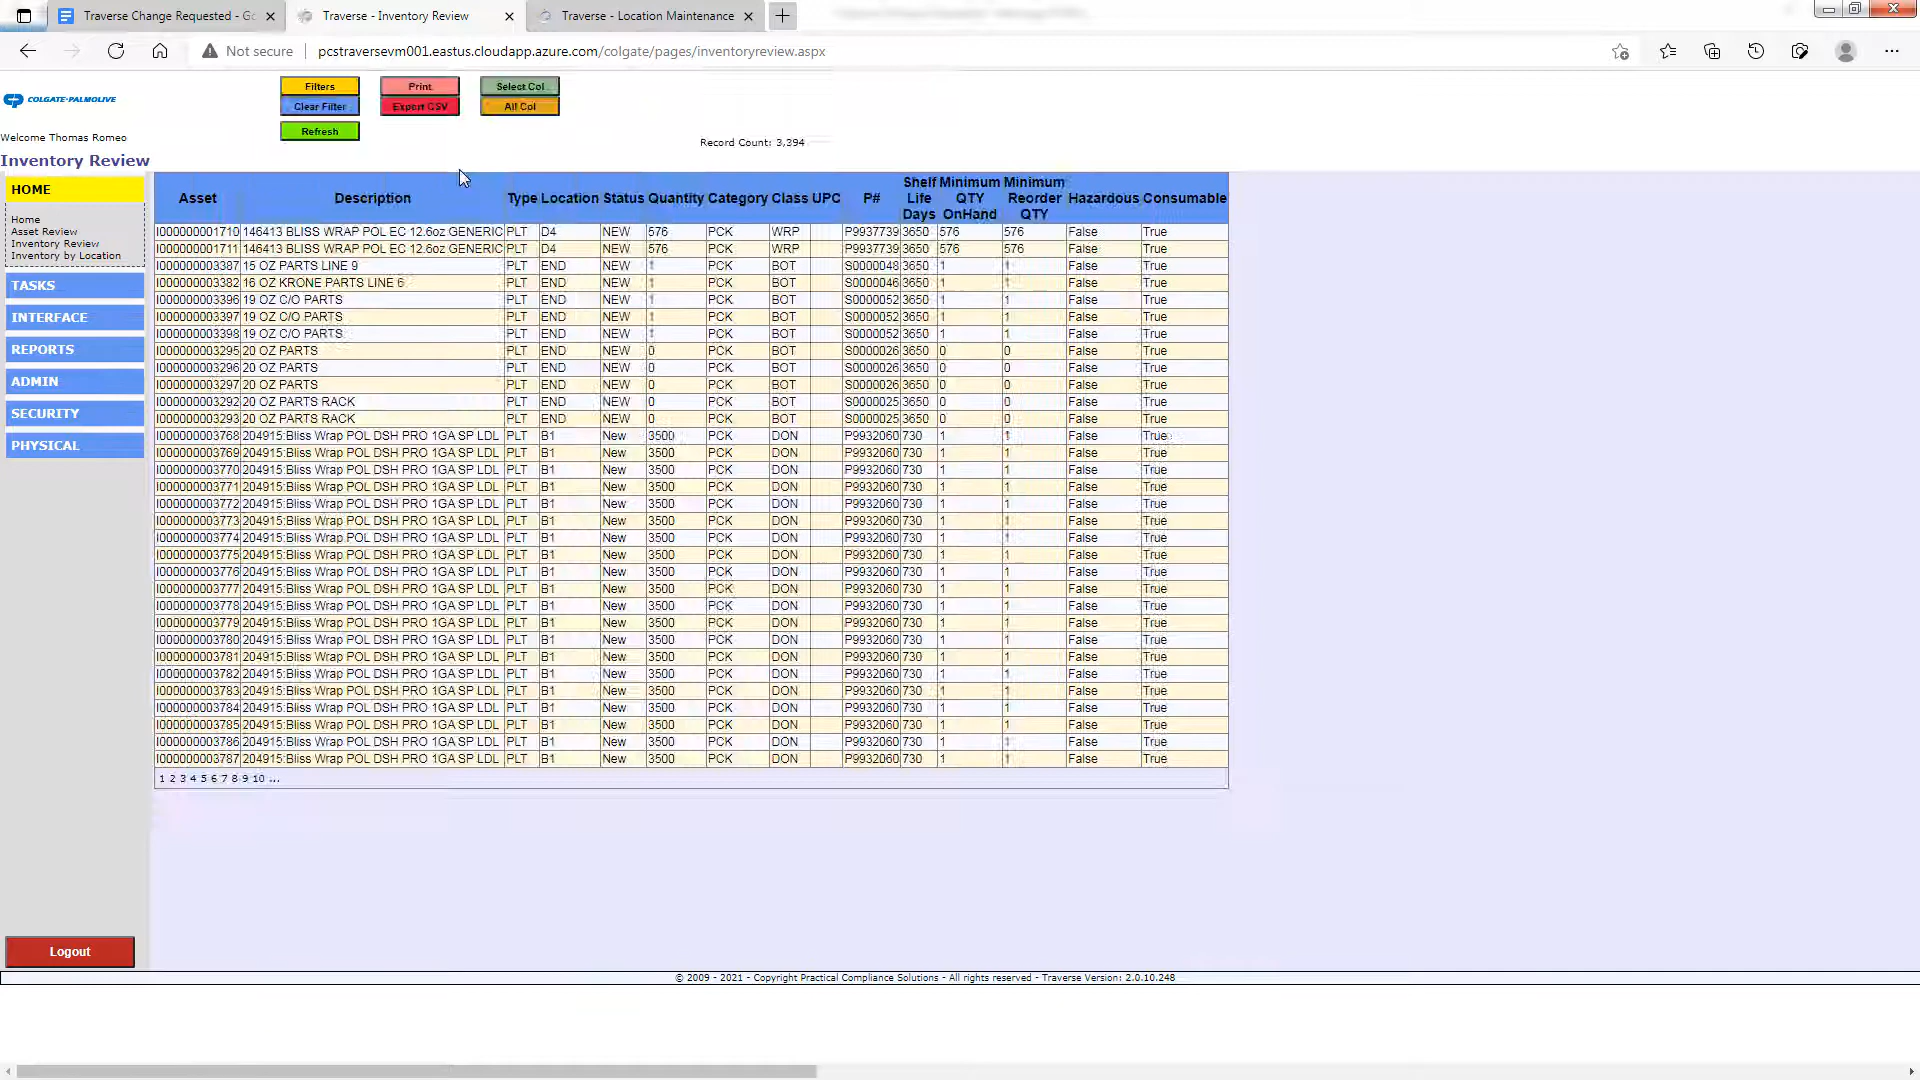 Traverse Change Requested - Go
Traverse - Inventory Review
Traverse - Location Maintenance
Not secure
pcstraversevm001.eastus.cloudapp.azure.com/colgate/pages/inventoryreview.aspx
COLGATE-PALMOLIVE
Filters Print Select Col
Clear Filter Export CSV All Col
Refresh
Welcome Thomas Romeo
Record Count: 3,394
Inventory Review
HOME
Home
Asset Review
Inventory Review
Inventory by Location
TASKS
INTERFACE
REPORTS
ADMIN
SECURITY
PHYSICAL
Logout
Asset Description Type Location Status Quantity Category Class UPC P# Shelf Life Days Minimum QTY OnHand Minimum Reorder QTY Hazardous Consumable
I000000001710 146413 BLISS WRAP POL EC 12.6oz GENERIC PLT D4 NEW 576 PCK WRP P9937739 3650 576 576 False True
I000000001711 146413 BLISS WRAP POL EC 12.6oz GENERIC PLT D4 NEW 576 PCK WRP P9937739 3650 576 576 False True
I000000003387 15 OZ PARTS LINE 9 PLT END NEW 1 PCK BOT S0000048 3650 1 1 False True
I000000003382 16 OZ KRONE PARTS LINE 6 PLT END NEW 1 PCK BOT S0000046 3650 1 1 False True
I000000003396 19 OZ C/O PARTS PLT END NEW 1 PCK BOT S0000052 3650 1 1 False True
I000000003397 19 OZ C/O PARTS PLT END NEW 1 PCK BOT S0000052 3650 1 1 False True
I000000003398 19 OZ C/O PARTS PLT END NEW 1 PCK BOT S0000052 3650 1 1 False True
I000000003295 20 OZ PARTS PLT END NEW 0 PCK BOT S0000026 3650 0 0 False True
I000000003296 20 OZ PARTS PLT END NEW 0 PCK BOT S0000026 3650 0 0 False True
I000000003297 20 OZ PARTS PLT END NEW 0 PCK BOT S0000026 3650 0 0 False True
I000000003292 20 OZ PARTS RACK PLT END NEW 0 PCK BOT S0000025 3650 0 0 False True
I000000003293 20 OZ PARTS RACK PLT END NEW 0 PCK BOT S0000025 3650 0 0 False True
I000000003768 204915:Bliss Wrap POL DSH PRO 1GA SP LDL PLT B1 New 3500 PCK DON P9932060 730 1 1 False True
I000000003769 204915:Bliss Wrap POL DSH PRO 1GA SP LDL PLT B1 New 3500 PCK DON P9932060 730 1 1 False True
I000000003770 204915:Bliss Wrap POL DSH PRO 1GA SP LDL PLT B1 New 3500 PCK DON P9932060 730 1 1 False True
I000000003771 204915:Bliss Wrap POL DSH PRO 1GA SP LDL PLT B1 New 3500 PCK DON P9932060 730 1 1 False True
I000000003772 204915:Bliss Wrap POL DSH PRO 1GA SP LDL PLT B1 New 3500 PCK DON P9932060 730 1 1 False True
I000000003773 204915:Bliss Wrap POL DSH PRO 1GA SP LDL PLT B1 New 3500 PCK DON P9932060 730 1 1 False True
I000000003774 204915:Bliss Wrap POL DSH PRO 1GA SP LDL PLT B1 New 3500 PCK DON P9932060 730 1 1 False True
I000000003775 204915:Bliss Wrap POL DSH PRO 1GA SP LDL PLT B1 New 3500 PCK DON P9932060 730 1 1 False True
I000000003776 204915:Bliss Wrap POL DSH PRO 1GA SP LDL PLT B1 New 3500 PCK DON P9932060 730 1 1 False True
I000000003777 204915:Bliss Wrap POL DSH PRO 1GA SP LDL PLT B1 New 3500 PCK DON P9932060 730 1 1 False True
I000000003778 204915:Bliss Wrap POL DSH PRO 1GA SP LDL PLT B1 New 3500 PCK DON P9932060 730 1 1 False True
I000000003779 204915:Bliss Wrap POL DSH PRO 1GA SP LDL PLT B1 New 3500 PCK DON P9932060 730 1 1 False True
I000000003780 204915:Bliss Wrap POL DSH PRO 1GA SP LDL PLT B1 New 3500 PCK DON P9932060 730 1 1 False True
I000000003781 204915:Bliss Wrap POL DSH PRO 1GA SP LDL PLT B1 New 3500 PCK DON P9932060 730 1 1 False True
I000000003782 204915:Bliss Wrap POL DSH PRO 1GA SP LDL PLT B1 New 3500 PCK DON P9932060 730 1 1 False True
I000000003783 204915:Bliss Wrap POL DSH PRO 1GA SP LDL PLT B1 New 3500 PCK DON P9932060 730 1 1 False True
I000000003784 204915:Bliss Wrap POL DSH PRO 1GA SP LDL PLT B1 New 3500 PCK DON P9932060 730 1 1 False True
I000000003785 204915:Bliss Wrap POL DSH PRO 1GA SP LDL PLT B1 New 3500 PCK DON P9932060 730 1 1 False True
I000000003786 204915:Bliss Wrap POL DSH PRO 1GA SP LDL PLT B1 New 3500 PCK DON P9932060 730 1 1 False True
I000000003787 204915:Bliss Wrap POL DSH PRO 1GA SP LDL PLT B1 New 3500 PCK DON P9932060 730 1 1 False True
1 2 3 4 5 6 7 8 9 10 ...
© 2009 - 2021 - Copyright Practical Compliance Solutions - All rights reserved - Traverse Version: 2.0.10.248